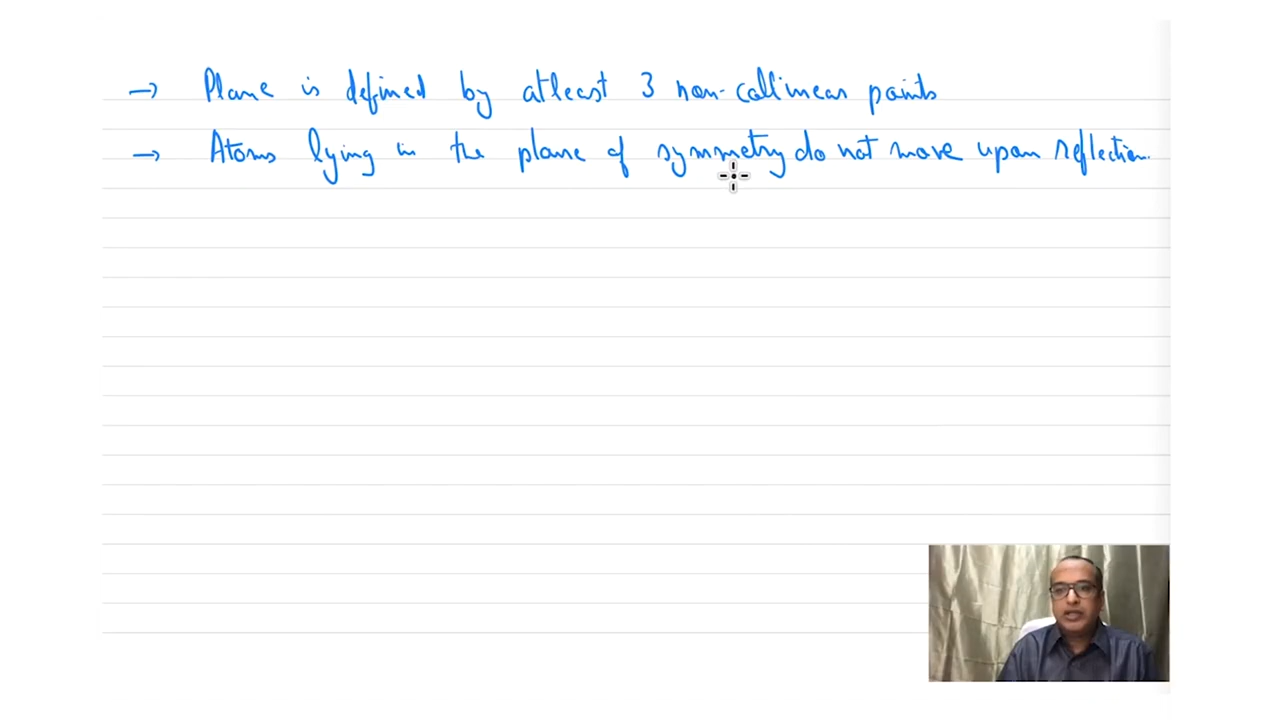 → Plane is defined by atleast 3 non-collinear points
→ Atoms lying in the plane of symmetry do not move upon reflection.